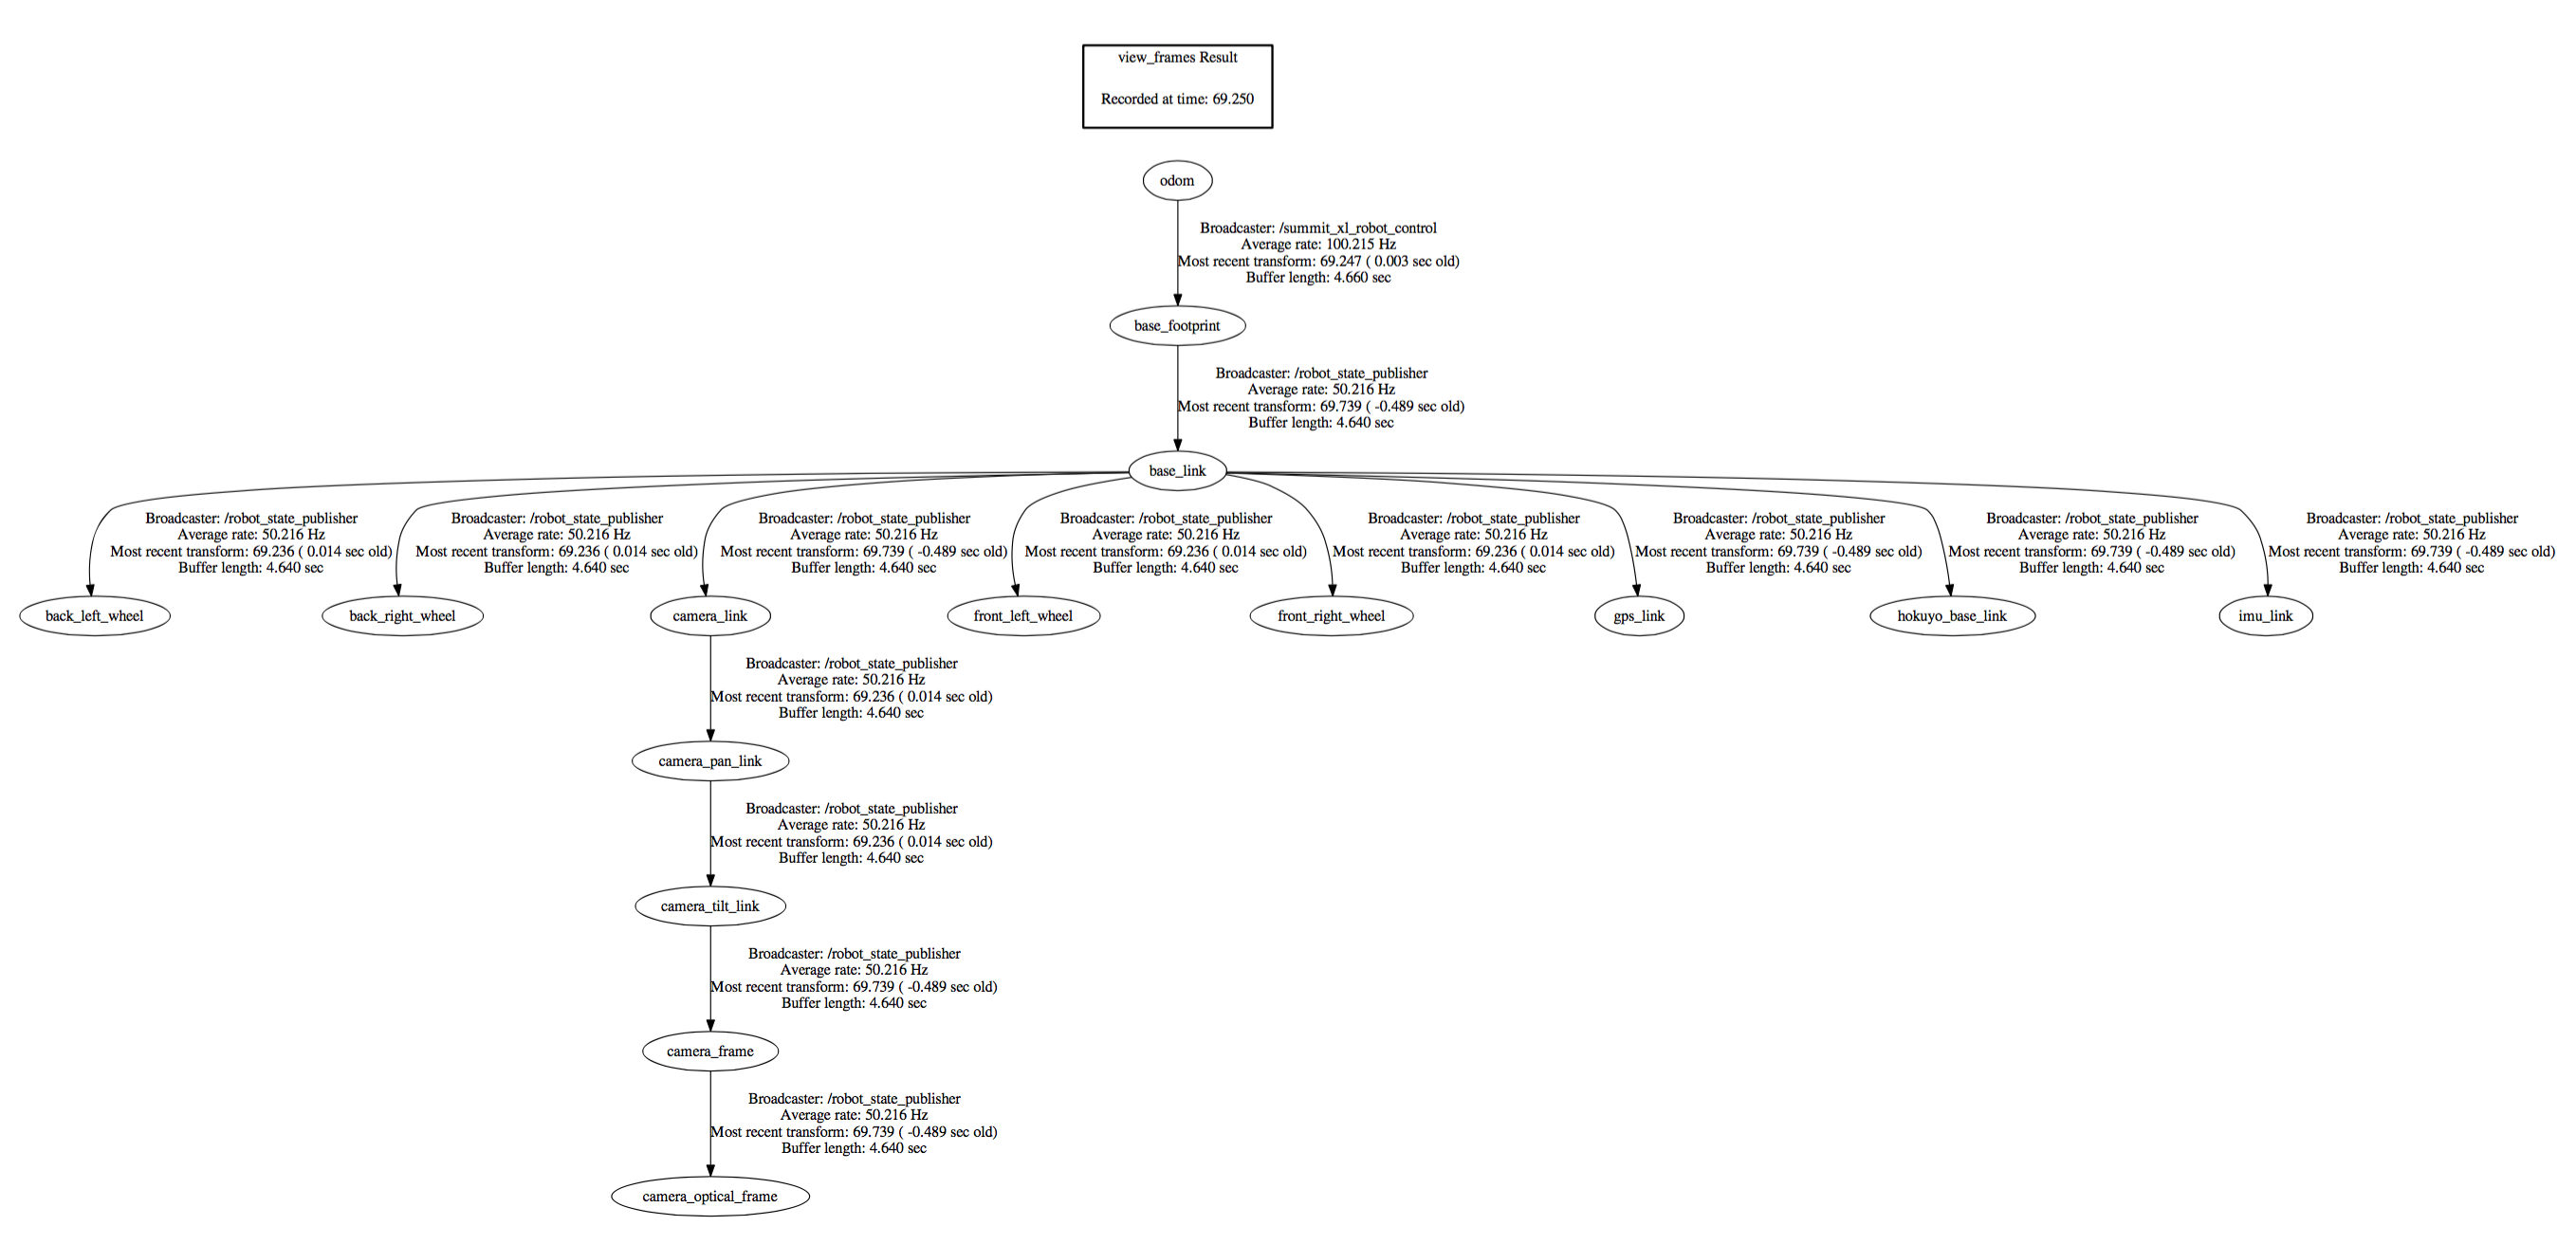 view_frames Result
Recorded at time: 69.250
odom
Broadcaster: /summit_xl_robot_control
Average rate: 100.215 Hz
Most recent transform: 69.247 ( 0.003 sec old)
Buffer length: 4.660 sec
base_footprint
Broadcaster: /robot_state_publisher
Average rate: 50.216 Hz
Most recent transform: 69.739 ( -0.489 sec old)
Buffer length: 4.640 sec
base_link
Broadcaster: /robot_state_publisher
Average rate: 50.216 Hz
Most recent transform: 69.236 ( 0.014 sec old)
Buffer length: 4.640 sec
Broadcaster: /robot_state_publisher
Average rate: 50.216 Hz
Most recent transform: 69.236 ( 0.014 sec old)
Buffer length: 4.640 sec
Broadcaster: /robot_state_publisher
Average rate: 50.216 Hz
Most recent transform: 69.739 ( -0.489 sec old)
Buffer length: 4.640 sec
Broadcaster: /robot_state_publisher
Average rate: 50.216 Hz
Most recent transform: 69.236 ( 0.014 sec old)
Buffer length: 4.640 sec
Broadcaster: /robot_state_publisher
Average rate: 50.216 Hz
Most recent transform: 69.236 ( 0.014 sec old)
Buffer length: 4.640 sec
Broadcaster: /robot_state_publisher
Average rate: 50.216 Hz
Most recent transform: 69.739 ( -0.489 sec old)
Buffer length: 4.640 sec
Broadcaster: /robot_state_publisher
Average rate: 50.216 Hz
Most recent transform: 69.739 ( -0.489 sec old)
Buffer length: 4.640 sec
Broadcaster: /robot_state_publisher
Average rate: 50.216 Hz
Most recent transform: 69.739 ( -0.489 sec old)
Buffer length: 4.640 sec
back_left_wheel
back_right_wheel
camera_link
front_left_wheel
front_right_wheel
gps_link
hokuyo_base_link
imu_link
Broadcaster: /robot_state_publisher
Average rate: 50.216 Hz
Most recent transform: 69.236 ( 0.014 sec old)
Buffer length: 4.640 sec
camera_pan_link
Broadcaster: /robot_state_publisher
Average rate: 50.216 Hz
Most recent transform: 69.236 ( 0.014 sec old)
Buffer length: 4.640 sec
camera_tilt_link
Broadcaster: /robot_state_publisher
Average rate: 50.216 Hz
Most recent transform: 69.739 ( -0.489 sec old)
Buffer length: 4.640 sec
camera_frame
Broadcaster: /robot_state_publisher
Average rate: 50.216 Hz
Most recent transform: 69.739 ( -0.489 sec old)
Buffer length: 4.640 sec
camera_optical_frame